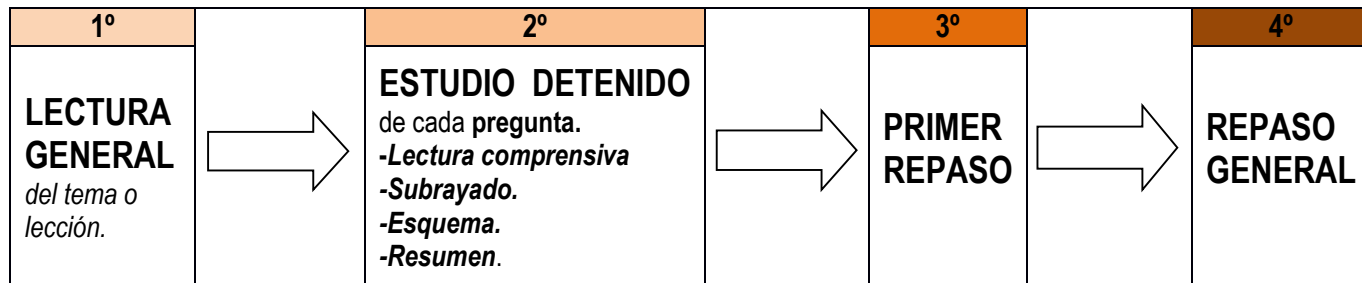 1º
LECTURA
GENERAL
del tema o
lección.
2º
ESTUDIO DETENIDO
de cada pregunta.
-Lectura comprensiva
-Subrayado.
-Esquema.
-Resumen.
3º
PRIMER
REPASO
4º
REPASO
GENERAL